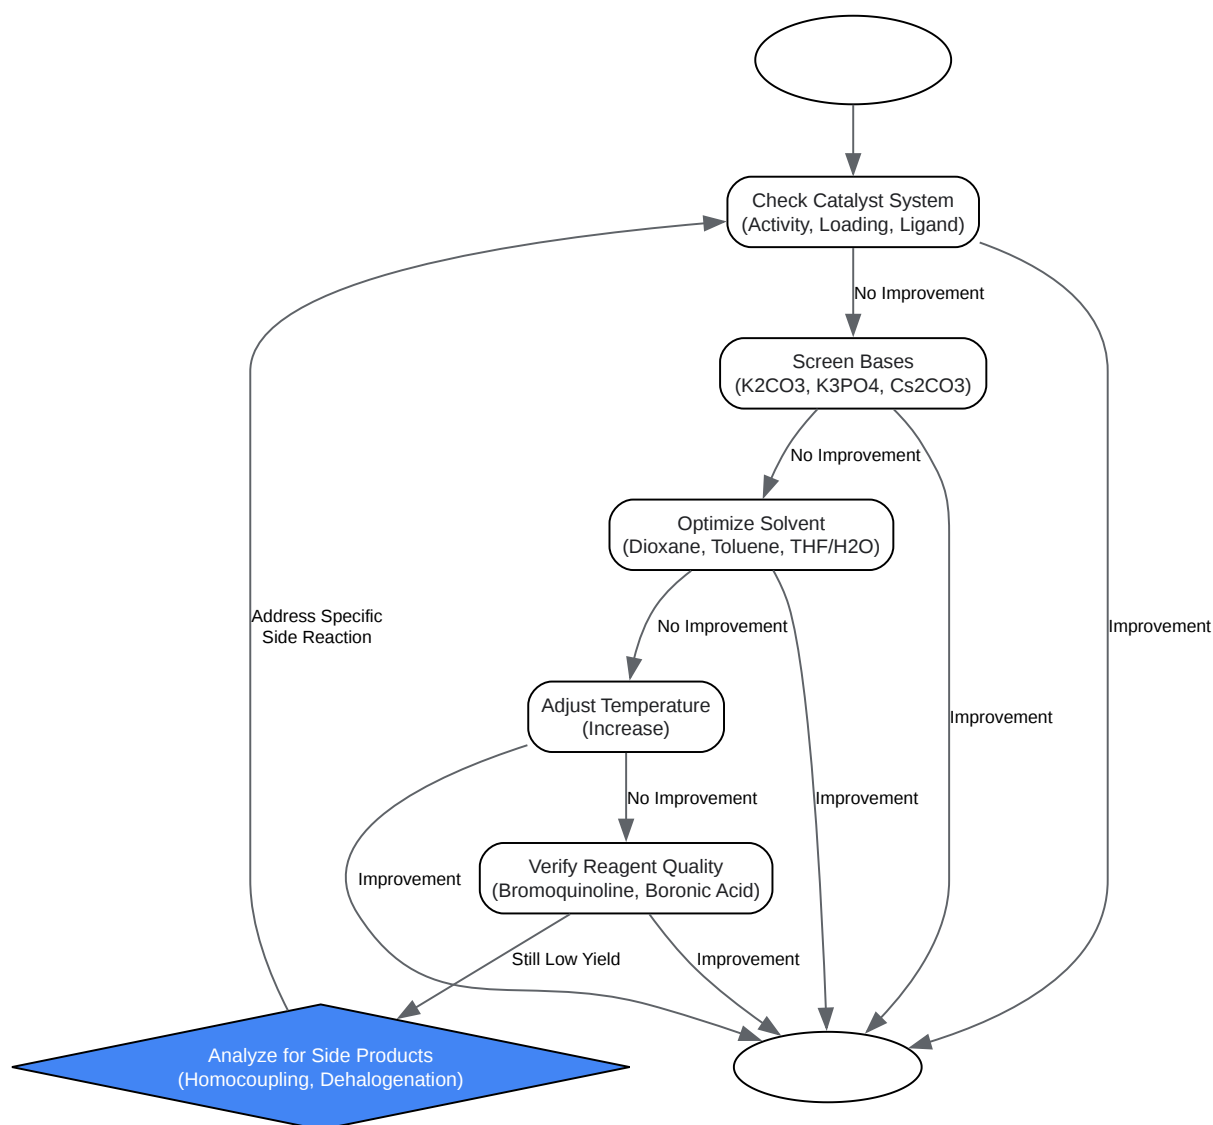 Check Catalyst System
(Activity, Loading, Ligand)
No Improvement
Screen Bases
(K2CO3, K3PO4, Cs2CO3)
No Improvement
Optimize Solvent
(Dioxane, Toluene, THF/H2O)
Address Specific
Side Reaction
No Improvement
Improvement
Adjust Temperature
(Increase)
Improvement
No Improvement
Improvement
Verify Reagent Quality
(Bromoquinoline, Boronic Acid)
Improvement
Still Low Yield
Improvement
Analyze for Side Products
(Homocoupling, Dehalogenation)